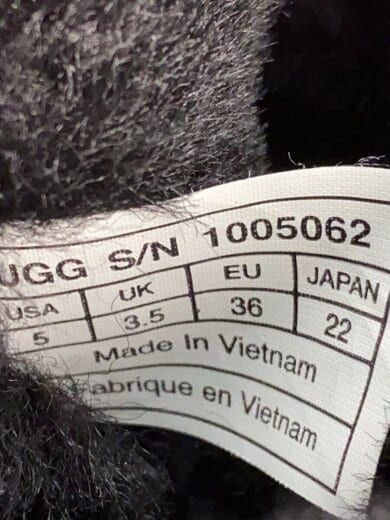 UGG S/N 1005062
USA UK EU JAPAN
5 3.5 36 22
Made In Vietnam
Fabrique en Vietnam